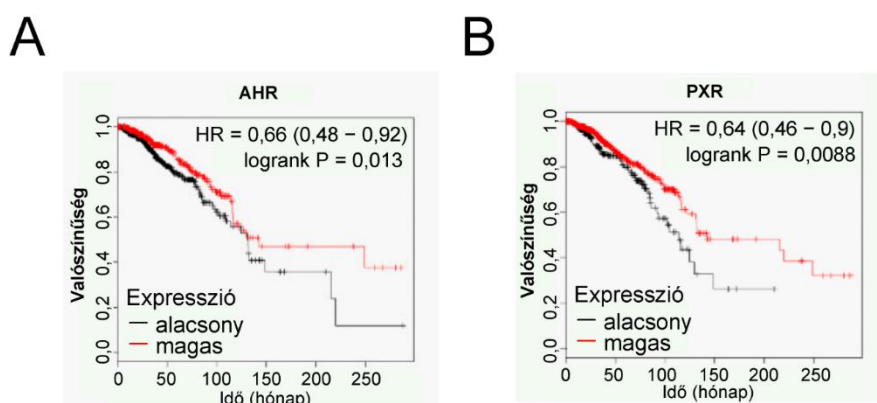 A
AHR
HR = 0,66 (0,48 − 0,92)
logrank P = 0,013
Valószínűség
1,0
0,8
0,6
0,4
0,2
0,0
Expresszió
alacsony
magas
0 50 100 150 200 250
Idő (hónap)
B
PXR
HR = 0,64 (0,46 − 0,9)
logrank P = 0,0088
Valószínűség
1,0
0,8
0,6
0,4
0,2
0,0
Expresszió
alacsony
magas
0 50 100 150 200 250
Idő (hónap)